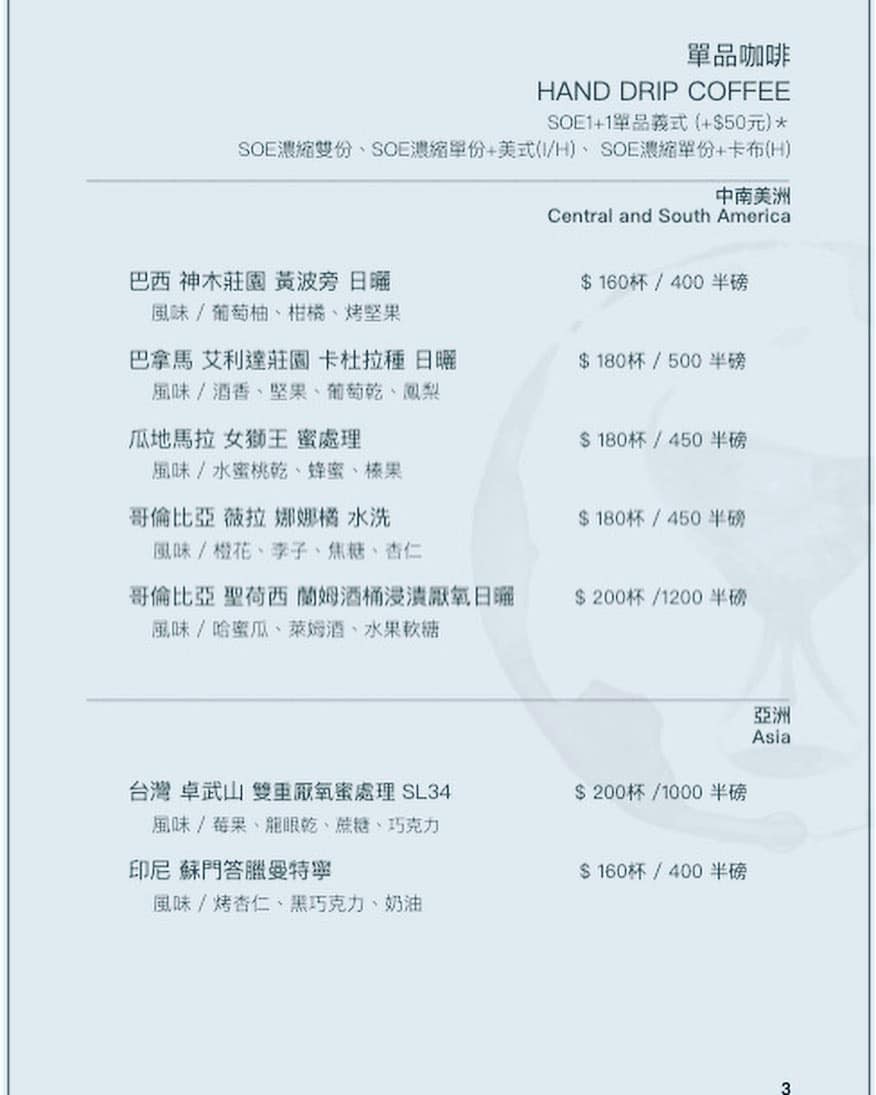 單品咖啡
HAND DRIP COFFEE
SOE1+1單品義式 (+$50元)*
SOE濃縮雙份、SOE濃縮單份+美式(I/H)、 SOE濃縮單份+卡布(H)
中南美洲
Central and South America
巴西 神木莊園 黃波旁 日曬 $ 160杯 / 400 半磅
風味 / 葡萄柚、柑橘、烤堅果
巴拿馬 艾利達莊園 卡杜拉種 日曬 $ 180杯 / 500 半磅
風味 / 酒香、堅果、葡萄乾、鳳梨
瓜地馬拉 女獅王 蜜處理 $ 180杯 / 450 半磅
風味 / 水蜜桃乾、蜂蜜、榛果
哥倫比亞 薇拉 娜娜橘 水洗 $ 180杯 / 450 半磅
風味 / 橙花、李子、焦糖、杏仁
哥倫比亞 聖荷西 蘭姆酒桶浸漬厭氧日曬 $ 200杯 /1200 半磅
風味 / 哈蜜瓜、萊姆酒、水果軟糖
亞洲
Asia
台灣 卓武山 雙重厭氧蜜處理 SL34 $ 200杯 /1000 半磅
風味 / 莓果、龍眼乾、蔗糖、巧克力
印尼 蘇門答臘曼特寧 $ 160杯 / 400 半磅
風味 / 烤杏仁、黑巧克力、奶油
3